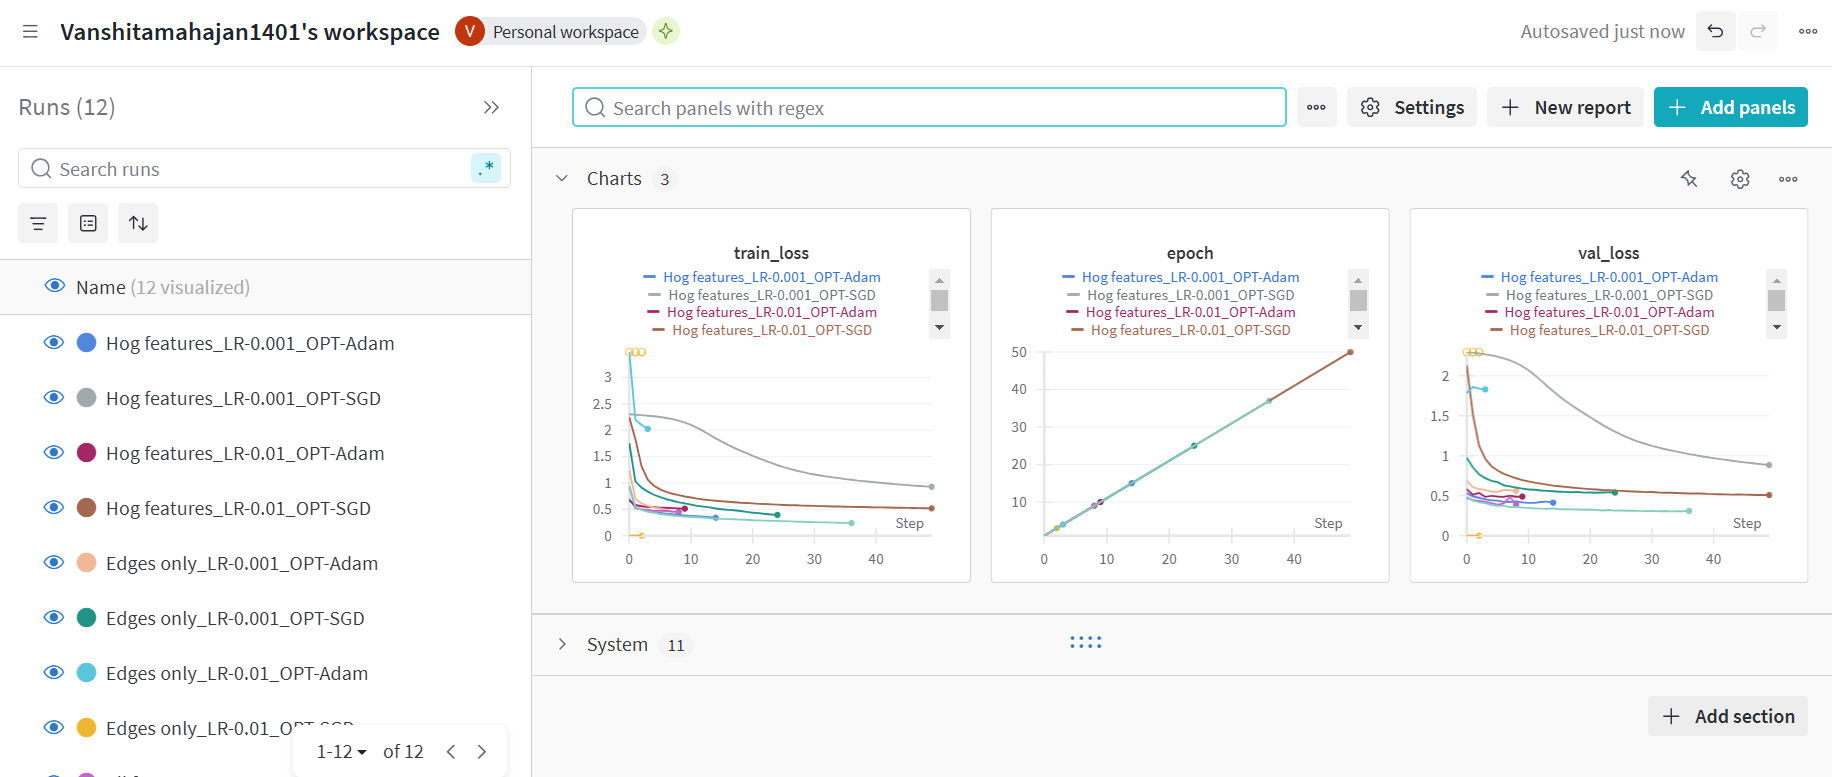 Vanshitamahajan1401's workspace
V Personal workspace
Autosaved just now
Runs (12)
Search runs
.*
Name (12 visualized)
Hog features_LR-0.001_OPT-Adam
Hog features_LR-0.001_OPT-SGD
Hog features_LR-0.01_OPT-Adam
Hog features_LR-0.01_OPT-SGD
Edges only_LR-0.001_OPT-Adam
Edges only_LR-0.001_OPT-SGD
Edges only_LR-0.01_OPT-Adam
Edges only_LR-0.01_OPT-SGD
1-12 of 12
Search panels with regex
Settings
New report
Add panels
Charts 3
train_loss
Hog features_LR-0.001_OPT-Adam
Hog features_LR-0.001_OPT-SGD
Hog features_LR-0.01_OPT-Adam
Hog features_LR-0.01_OPT-SGD
3
2.5
2
1.5
1
0.5
0
Step
0 10 20 30 40
epoch
Hog features_LR-0.001_OPT-Adam
Hog features_LR-0.001_OPT-SGD
Hog features_LR-0.01_OPT-Adam
Hog features_LR-0.01_OPT-SGD
50
40
30
20
10
Step
0 10 20 30 40
val_loss
Hog features_LR-0.001_OPT-Adam
Hog features_LR-0.001_OPT-SGD
Hog features_LR-0.01_OPT-Adam
Hog features_LR-0.01_OPT-SGD
2
1.5
1
0.5
0
Step
0 10 20 30 40
System 11
Add section